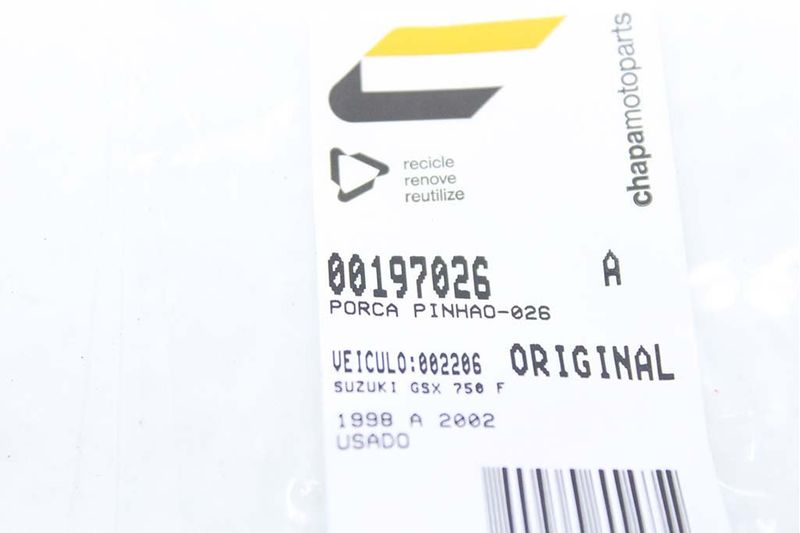 chapamotoparts
recicle
renove
reutilize
00197026 A
PORCA PINHAO-026
VEICULO:002206 ORIGINAL
SUZUKI GSX 750 F
1998 A 2002
USADO